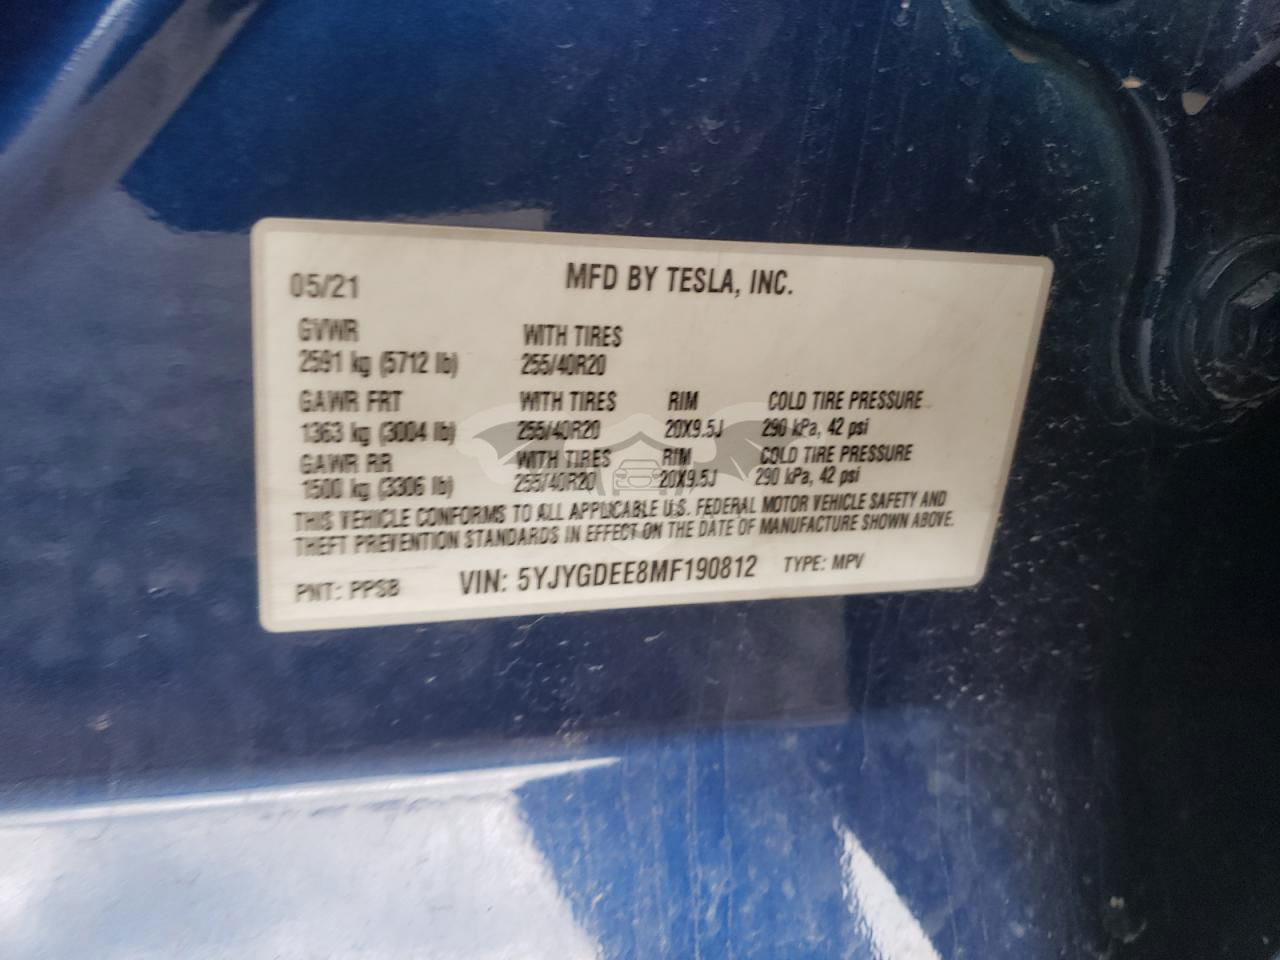 05/21 MFD BY TESLA, INC.
GVWR WITH TIRES
2591 kg (5712 lb) 255/40R20
GAWR FRT WITH TIRES RIM COLD TIRE PRESSURE
1363 kg (3004 lb) 255/40R20 20X9.5J 290 kPa, 42 psi
GAWR RR WITH TIRES RIM COLD TIRE PRESSURE
1500 kg (3306 lb) 255/40R20 20X9.5J 290 kPa, 42 psi
THIS VEHICLE CONFORMS TO ALL APPLICABLE U.S. FEDERAL MOTOR VEHICLE SAFETY AND
THEFT PREVENTION STANDARDS IN EFFECT ON THE DATE OF MANUFACTURE SHOWN ABOVE.
PNT: PPSB VIN: 5YJYGDEE8MF190812 TYPE: MPV